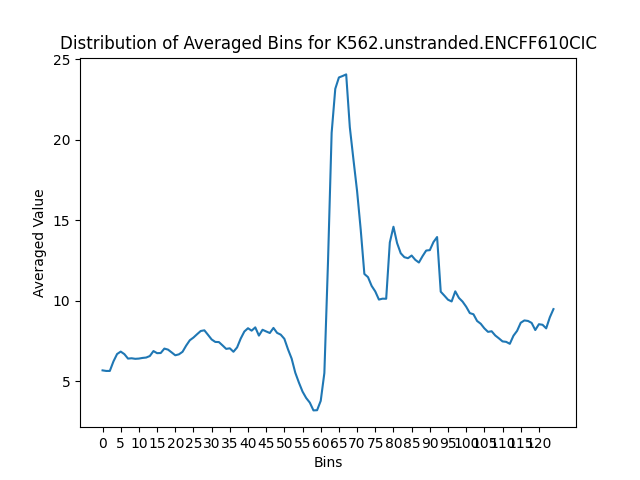 Distribution of Averaged Bins for K562.unstranded.ENCFF610CIC
25
20
15
10
5
Averaged Value
0 5 10 15 20 25 30 35 40 45 50 55 60 65 70 75 80 85 90 95 100 105 110 115 120
Bins